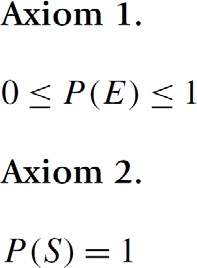 Axiom 1.
0 ≤ P(E) ≤ 1
Axiom 2.
P(S) = 1